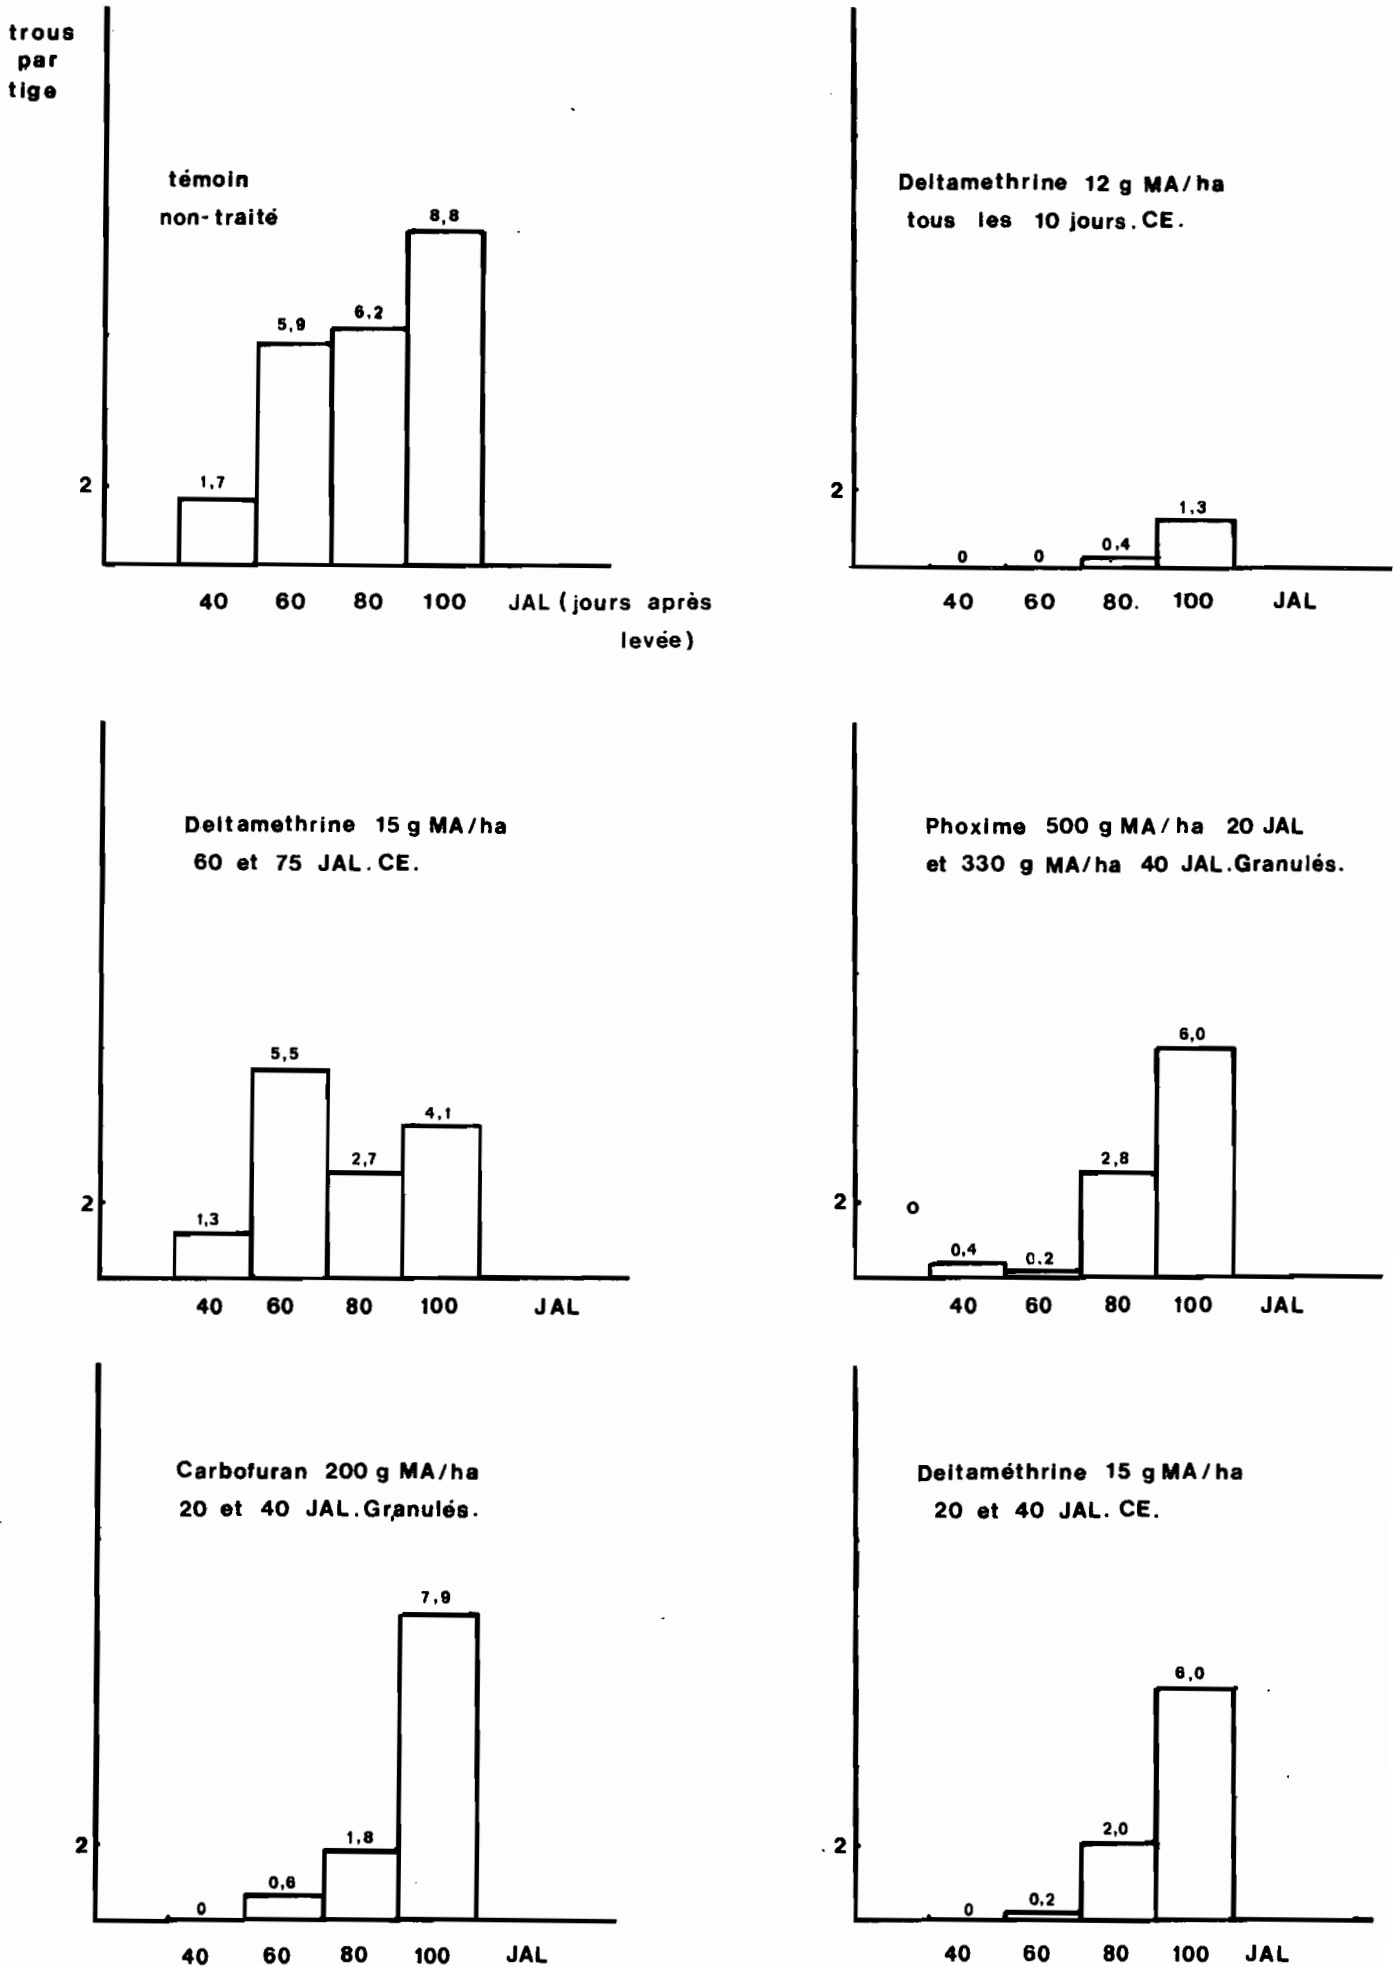 trous
par
tige
témoin
non-traité
8,8
6,2
5,9
1,7
2
40 60 80 100 JAL (jours après
levée)
Deltamethrine 12 g MA/ha
tous les 10 jours. CE.
2
0 0 0,4 1,3
40 60 80. 100 JAL
Deltamethrine 15 g MA/ha
60 et 75 JAL. CE.
5,5
4,1
2,7
1,3
2
40 60 80 100 JAL
Phoxime 500 g MA/ha 20 JAL
et 330 g MA/ha 40 JAL. Granulés.
6,0
2,8
2
o
0,4 0.2
40 60 80 100 JAL
Carbofuran 200 g MA/ha
20 et 40 JAL. Granulés.
7,9
1,8
2
0,6
0
40 60 80 100 JAL
Deltaméthrine 15 g MA/ha
20 et 40 JAL. CE.
6,0
2,0
2
0,2
0
40 60 80 100 JAL